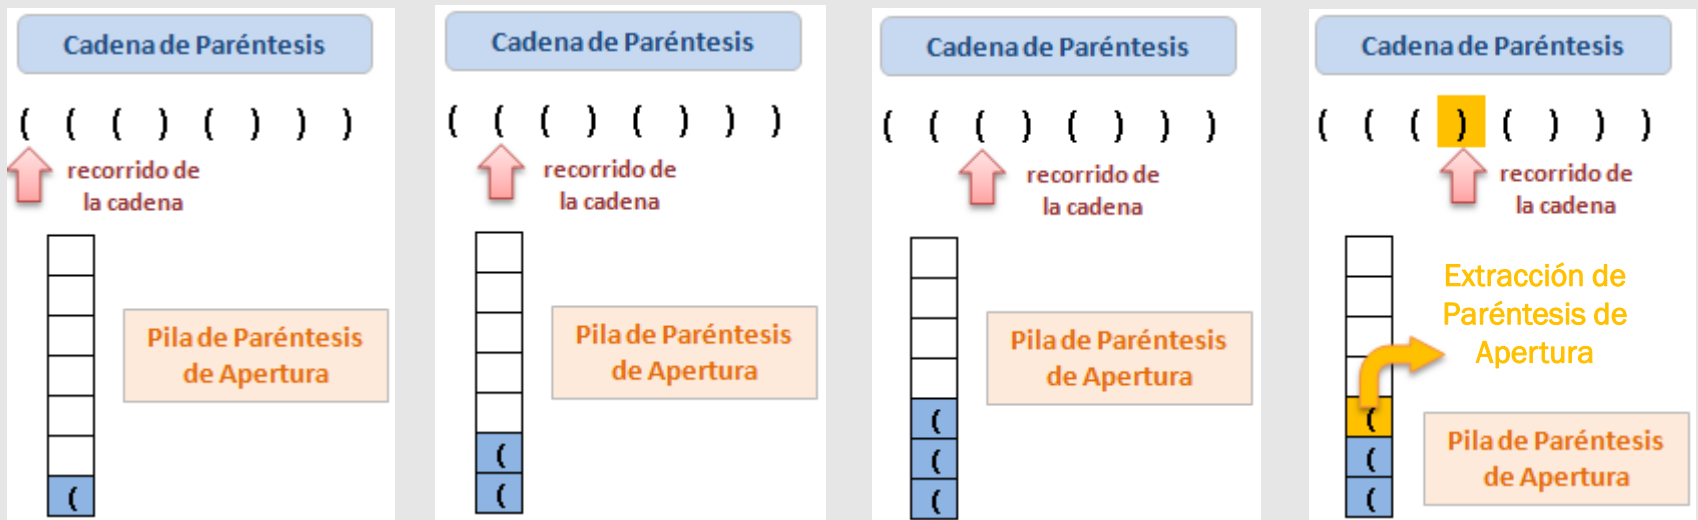 Cadena de Paréntesis
( ( ( ) ( ) ) )
recorrido de
la cadena
Pila de Paréntesis
de Apertura
(
Cadena de Paréntesis
( ( ( ) ( ) ) )
recorrido de
la cadena
Pila de Paréntesis
de Apertura
(
(
Cadena de Paréntesis
( ( ( ) ( ) ) )
recorrido de
la cadena
Pila de Paréntesis
de Apertura
(
(
(
Cadena de Paréntesis
( ( ( ) ( ) ) )
recorrido de
la cadena
Extracción de
Paréntesis de
Apertura
(
(
(
Pila de Paréntesis
de Apertura